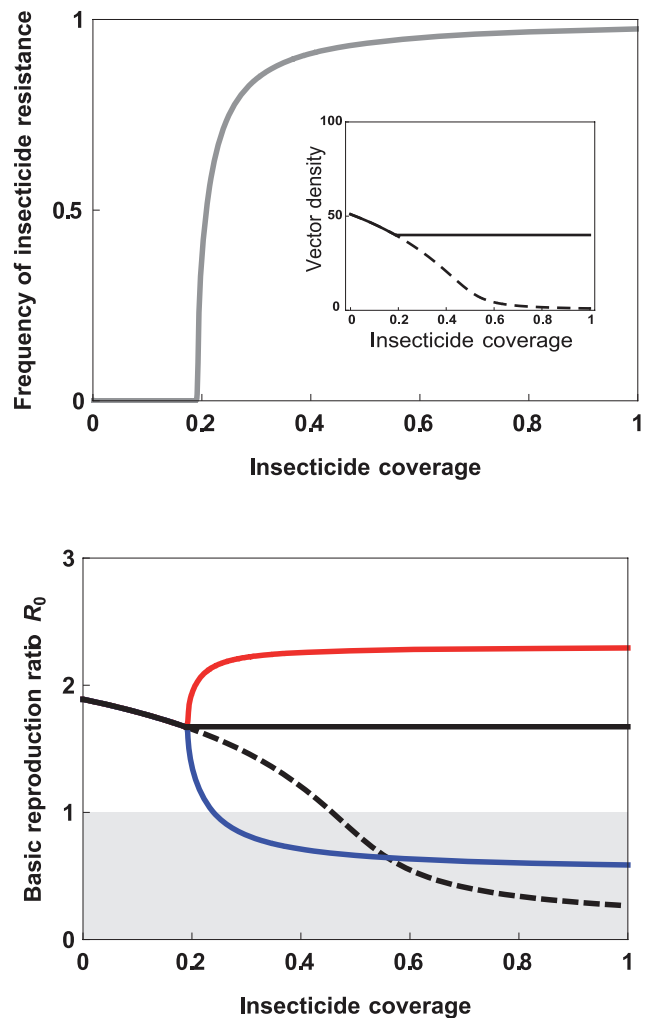 Frequency of insecticide resistance
1
0.5
0
0 0.2 0.4 0.6 0.8 1
Insecticide coverage
Vector density
100
50
0
0 0.2 0.4 0.6 0.8 1
Insecticide coverage
Basic reproduction ratio R0
3
2
1
0
0 0.2 0.4 0.6 0.8 1
Insecticide coverage